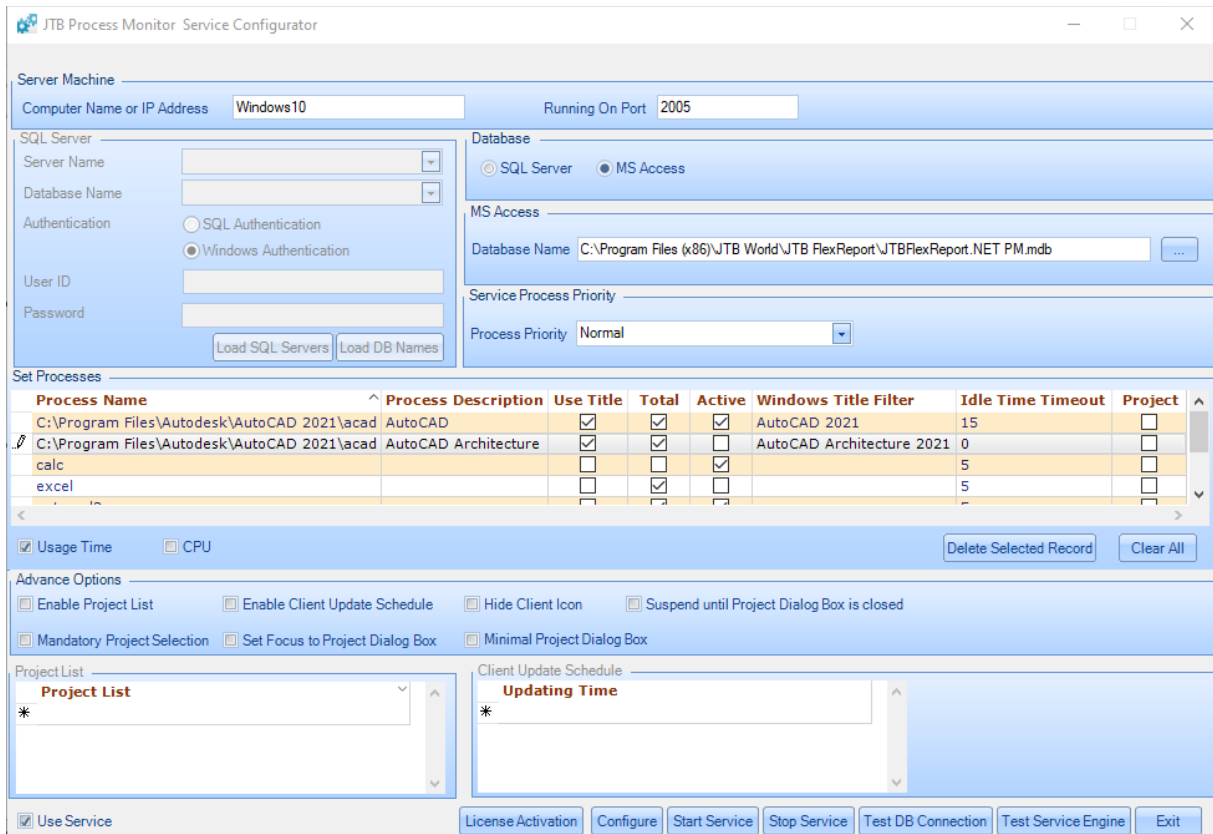 JTB Process Monitor Service Configurator
Server Machine
Computer Name or IP Address Windows10 Running On Port 2005
SQL Server
Server Name
Database Name
Authentication SQL Authentication
Windows Authentication
User ID
Password
Load SQL Servers Load DB Names
Database
SQL Server MS Access
MS Access
Database Name C:\Program Files (x86)\JTB World\JTB FlexReport\JTBFlexReport.NET PM.mdb ...
Service Process Priority
Process Priority Normal
Set Processes
Process Name Process Description Use Title Total Active Windows Title Filter Idle Time Timeout Project
C:\Program Files\Autodesk\AutoCAD 2021\acad AutoCAD AutoCAD 2021 15
C:\Program Files\Autodesk\AutoCAD 2021\acad AutoCAD Architecture AutoCAD Architecture 2021 0
calc 5
excel 5
Usage Time CPU Delete Selected Record Clear All
Advance Options
Enable Project List Enable Client Update Schedule Hide Client Icon Suspend until Project Dialog Box is closed
Mandatory Project Selection Set Focus to Project Dialog Box Minimal Project Dialog Box
Project List
Project List
Client Update Schedule
Updating Time
Use Service License Activation Configure Start Service Stop Service Test DB Connection Test Service Engine Exit